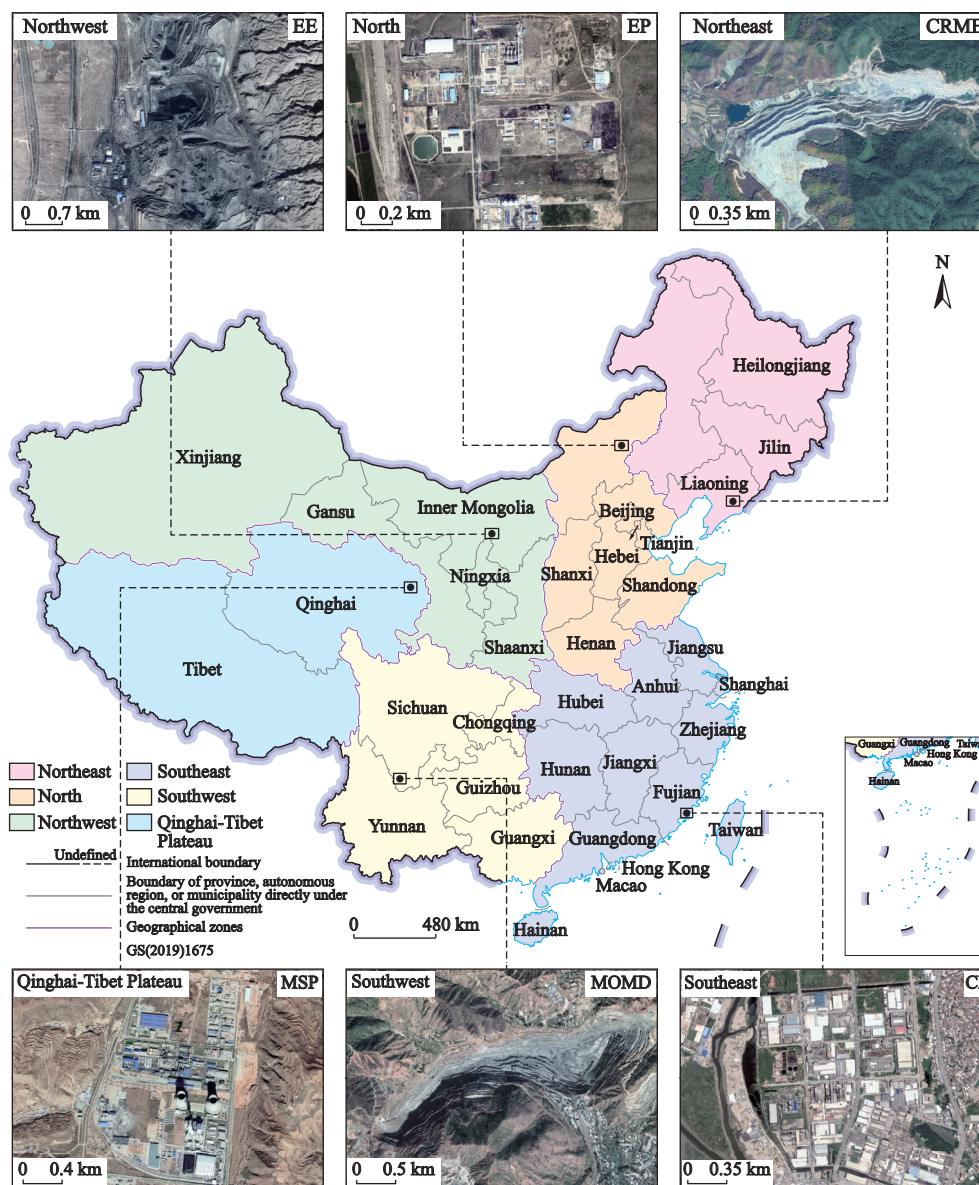 Northwest EE
0 0.7 km
North EP
0 0.2 km
Northeast CRME
0 0.35 km
N
Heilongjiang
Jilin
Liaoning
Xinjiang
Gansu
Inner Mongolia
Beijing
Tianjin
Hebei
Ningxia
Shanxi
Shandong
Qinghai
Shaanxi
Henan
Jiangsu
Tibet
Anhui
Shanghai
Hubei
Sichuan
Chongqing
Zhejiang
Hunan
Jiangxi
Guizhou
Fujian
Yunnan
Guangxi
Guangdong
Taiwan
Hong Kong
Macao
Hainan
Guangxi
Guangdong
Hong Kong
Macao
Hainan
Northeast
North
Northwest
Southeast
Southwest
Qinghai-Tibet
Plateau
Undefined
International boundary
Boundary of province, autonomous
region, or municipality directly under
the central government
Geographical zones
GS(2019)1675
0 480 km
Qinghai-Tibet Plateau MSP
0 0.4 km
Southwest MOMD
0 0.5 km
Southeast
0 0.35 km